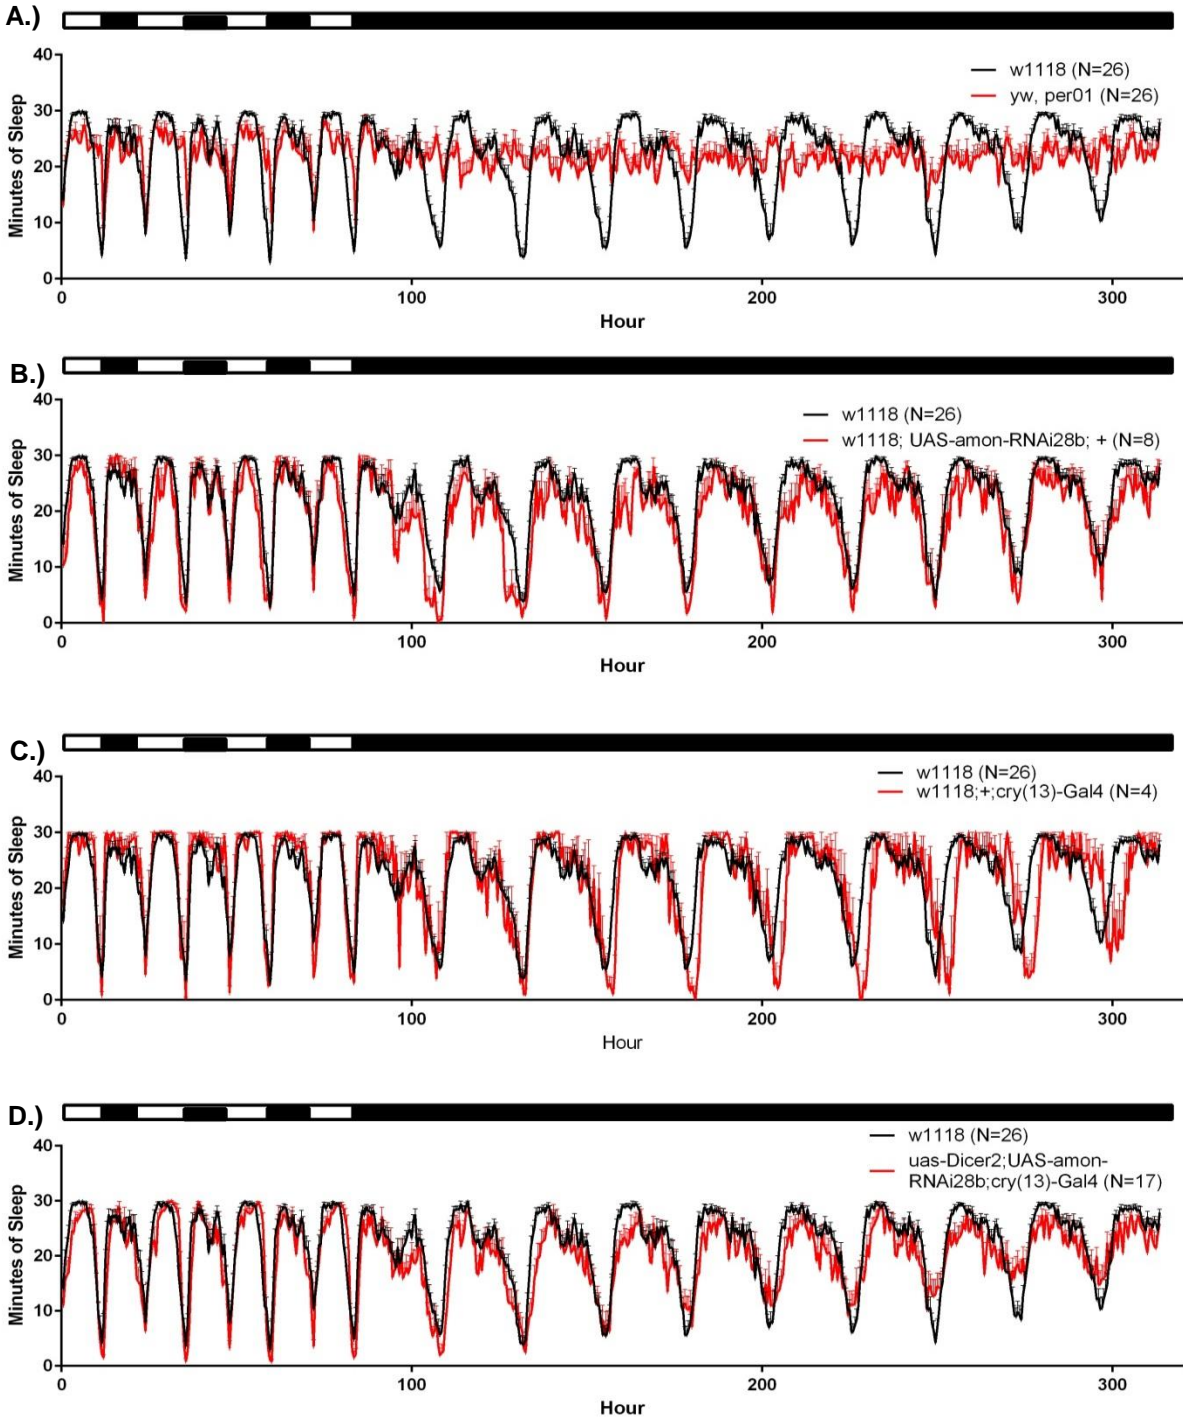 A.)
40
30
20
10
0
Minutes of Sleep
w1118 (N=26)
yw, per01 (N=26)
0
100
200
300
Hour
B.)
40
30
20
10
0
Minutes of Sleep
w1118 (N=26)
w1118; UAS-amon-RNAi28b; + (N=8)
0
100
200
300
Hour
C.)
40
30
20
10
0
Minutes of Sleep
w1118 (N=26)
w1118;+;cry(13)-Gal4 (N=4)
0
100
200
300
Hour
D.)
40
30
20
10
0
Minutes of Sleep
w1118 (N=26)
uas-Dicer2;UAS-amon-
RNAi28b;cry(13)-Gal4 (N=17)
0
100
200
300
Hour